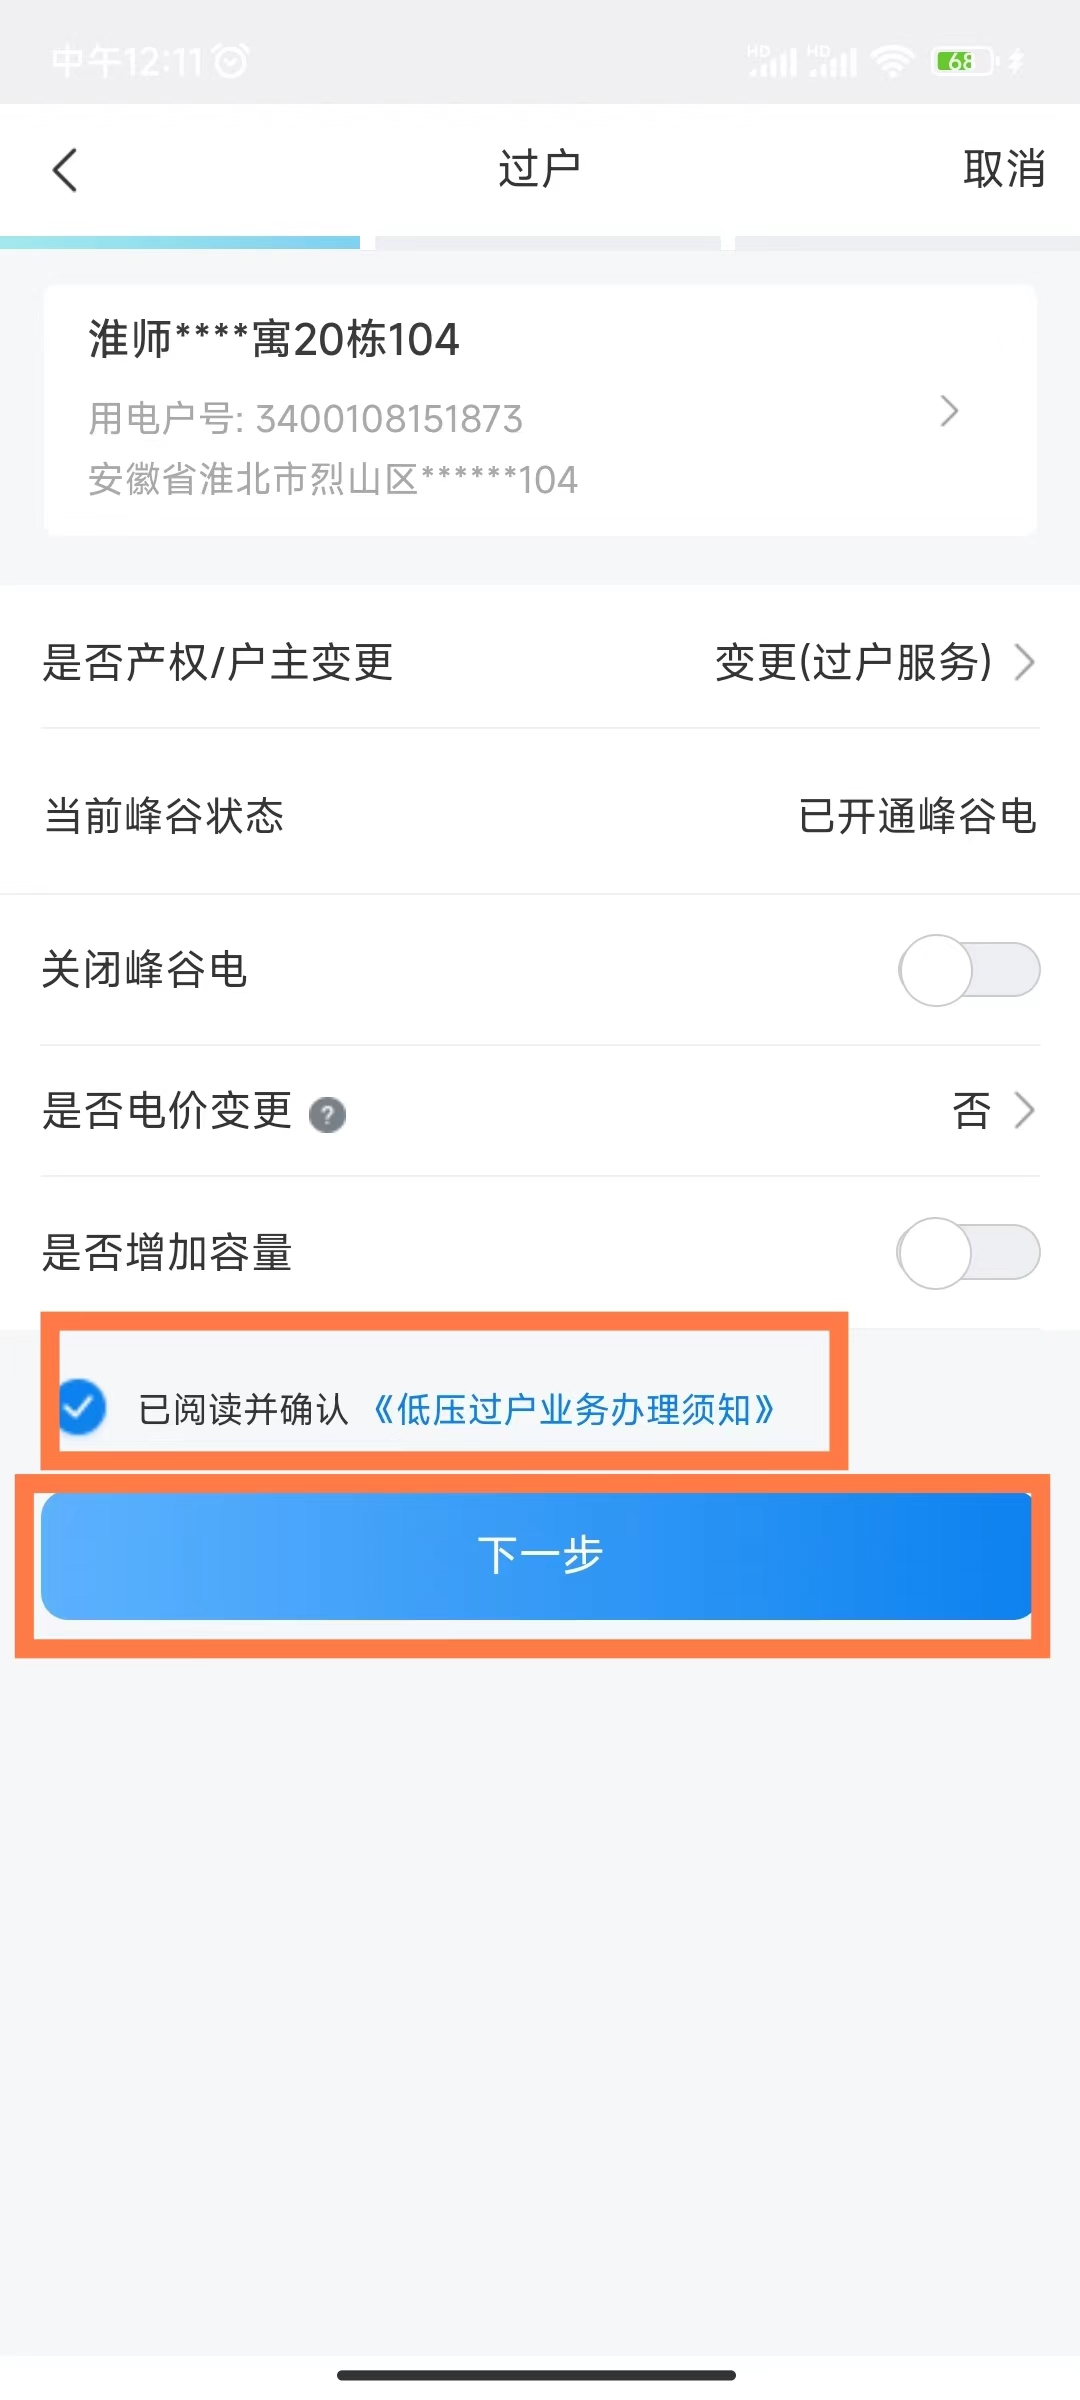 中午12:11
HD HD 68
过户 取消
淮师****寓20栋104
用电户号: 3400108151873
安徽省淮北市烈山区******104
是否产权/户主变更 变更(过户服务)
当前峰谷状态 已开通峰谷电
关闭峰谷电
是否电价变更 ? 否
是否增加容量
已阅读并确认 《低压过户业务办理须知》
下一步